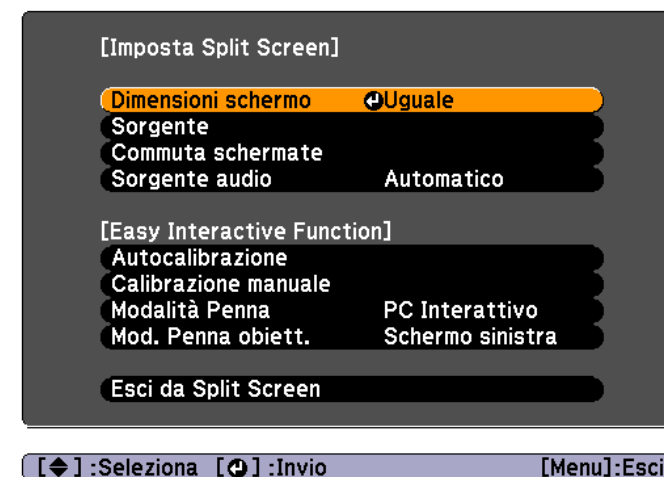 [Imposta Split Screen]
Dimensioni schermo Uguale
Sorgente
Commuta schermate
Sorgente audio Automatico
[Easy Interactive Function]
Autocalibrazione
Calibrazione manuale
Modalità Penna PC Interattivo
Mod. Penna obiett. Schermo sinistra
Esci da Split Screen
[ ] :Seleziona [ ] :Invio [Menu]:Esci